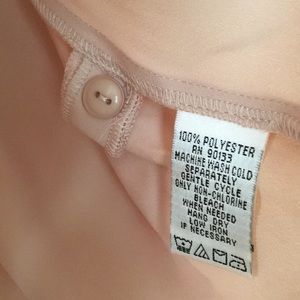 100% POLYESTER
RN 90133
MACHINE WASH COLD
SEPARATELY
GENTLE CYCLE
ONLY NON-CHLORINE
BLEACH
WHEN NEEDED
HANG DRY
LOW IRON
IF NECESSARY